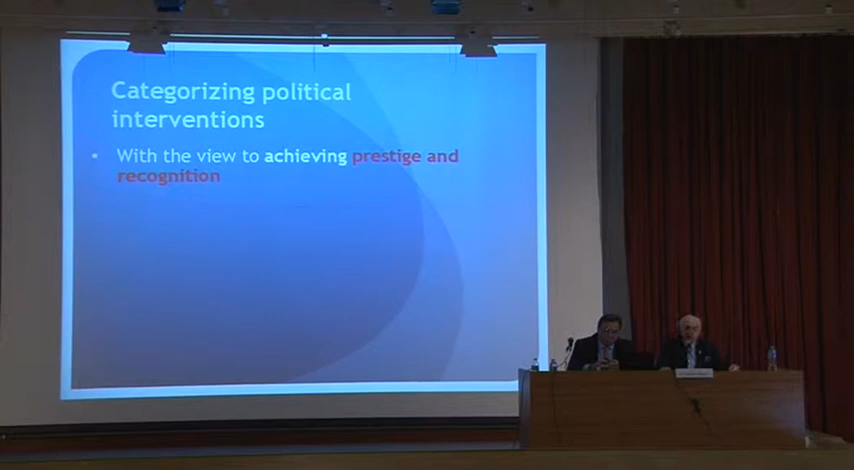 Categorizing political
interventions
With the view to achieving prestige and
recognition